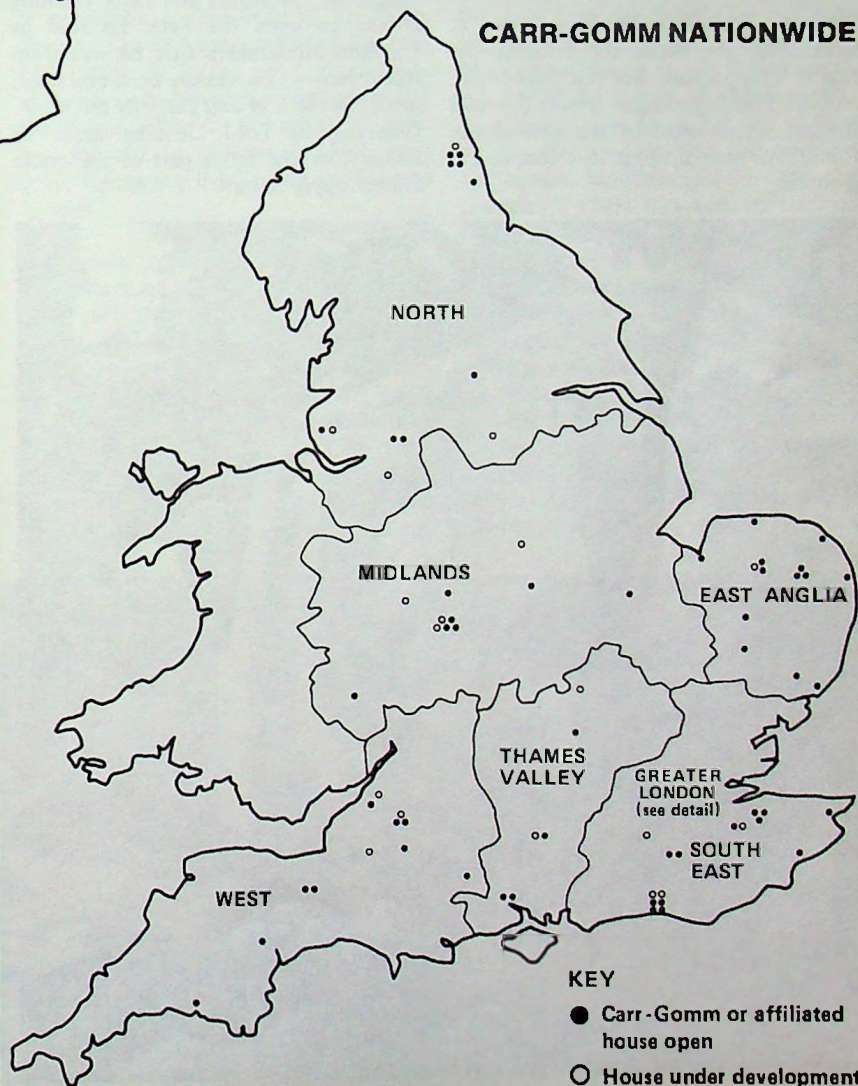 CARR-GOMM NATIONWIDE
NORTH
MIDLANDS
EAST ANGLIA
THAMES
VALLEY
GREATER
LONDON
(see detail)
SOUTH
EAST
WEST
KEY
● Carr-Gomm or affiliated
house open
○ House under development